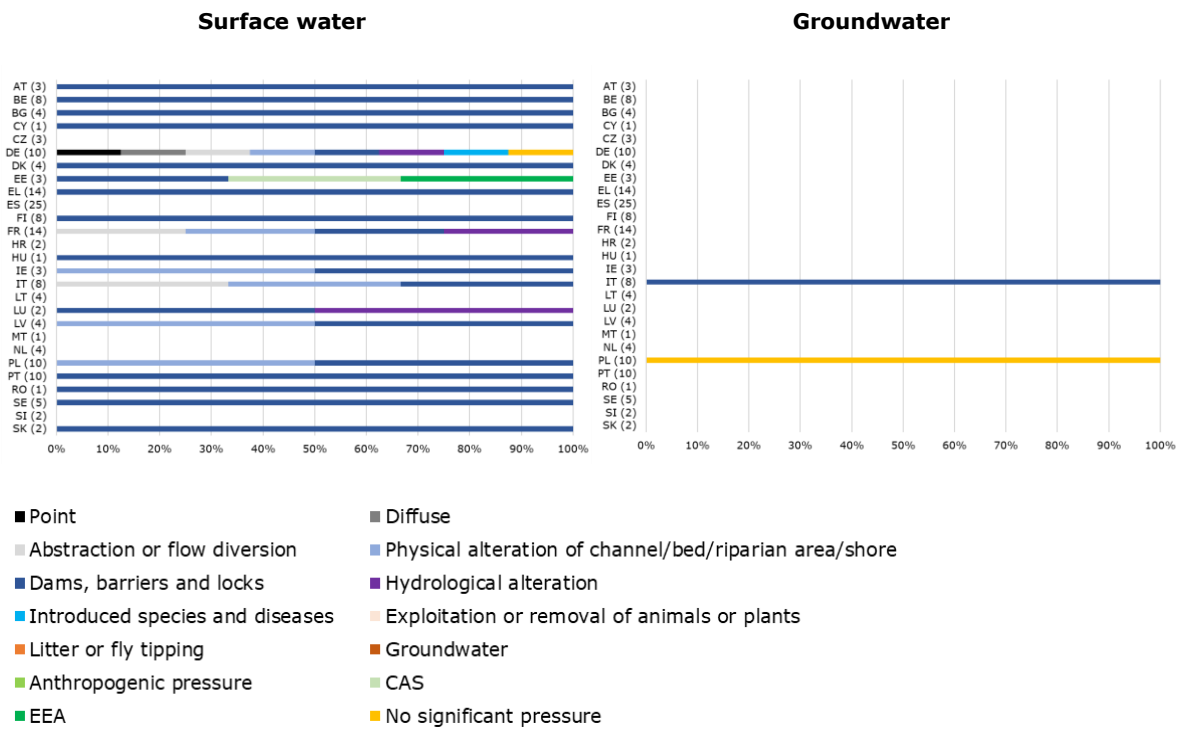 Surface water
Groundwater
AT (3)
BE (8)
BG (4)
CY (1)
CZ (3)
DE (10)
DK (4)
EE (3)
EL (14)
ES (25)
FI (8)
FR (14)
HR (2)
HU (1)
IE (3)
IT (8)
LT (4)
LU (2)
LV (4)
MT (1)
NL (4)
PL (10)
PT (10)
RO (1)
SE (5)
SI (2)
SK (2)
0% 10% 20% 30% 40% 50% 60% 70% 80% 90% 100%
AT (3)
BE (8)
BG (4)
CY (1)
CZ (3)
DE (10)
DK (4)
EE (3)
EL (14)
ES (25)
FI (8)
FR (14)
HR (2)
HU (1)
IE (3)
IT (8)
LT (4)
LU (2)
LV (4)
MT (1)
NL (4)
PL (10)
PT (10)
RO (1)
SE (5)
SI (2)
SK (2)
0% 10% 20% 30% 40% 50% 60% 70% 80% 90% 100%
Point
Diffuse
Abstraction or flow diversion
Physical alteration of channel/bed/riparian area/shore
Dams, barriers and locks
Hydrological alteration
Introduced species and diseases
Exploitation or removal of animals or plants
Litter or fly tipping
Groundwater
Anthropogenic pressure
CAS
EEA
No significant pressure